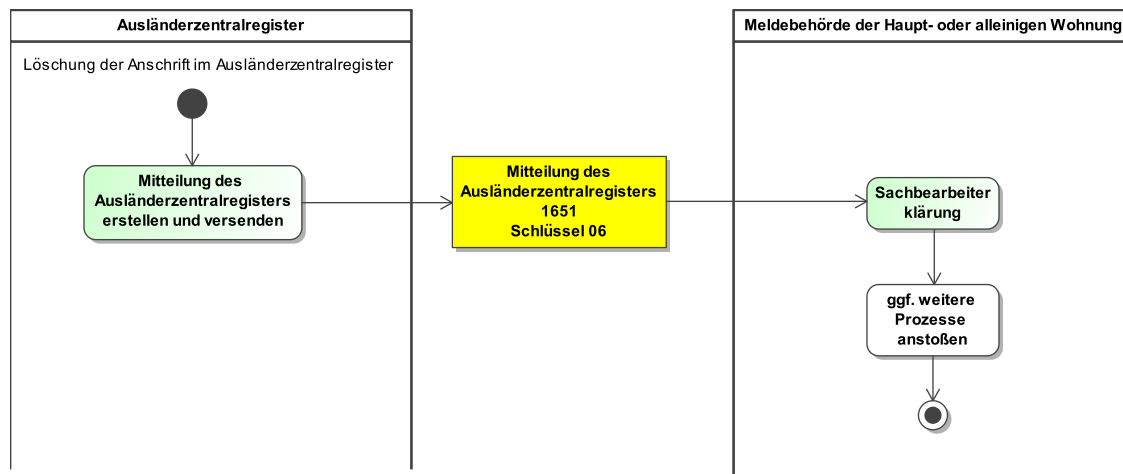 Ausländerzentralregister
Meldebehörde der Haupt- oder alleinigen Wohnung
Löschung der Anschrift im Ausländerzentralregister
Mitteilung des
Ausländerzentralregisters
erstellen und versenden
Mitteilung des
Ausländerzentralregisters
1651
Schlüssel 06
Sachbearbeiter
klärung
ggf. weitere
Prozesse
anstoßen